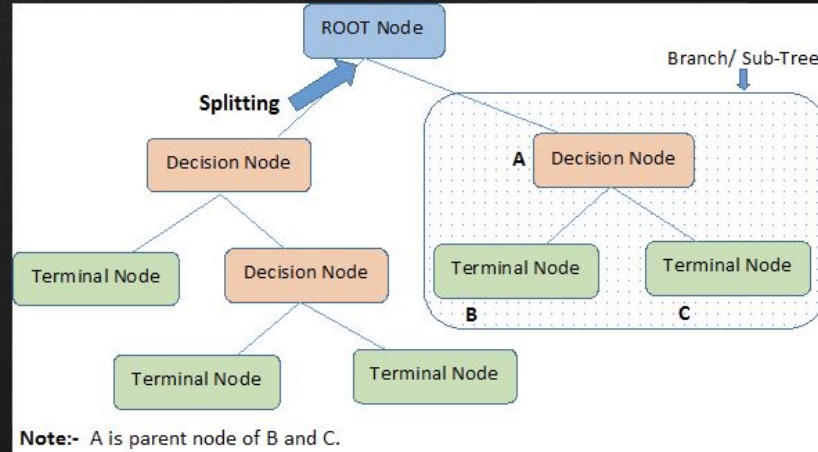 ROOT Node
Branch/ Sub-Tree
Splitting
Decision Node
A
Decision Node
Terminal Node
Decision Node
Terminal Node
Terminal Node
B
C
Terminal Node
Terminal Node
Note:- A is parent node of B and C.